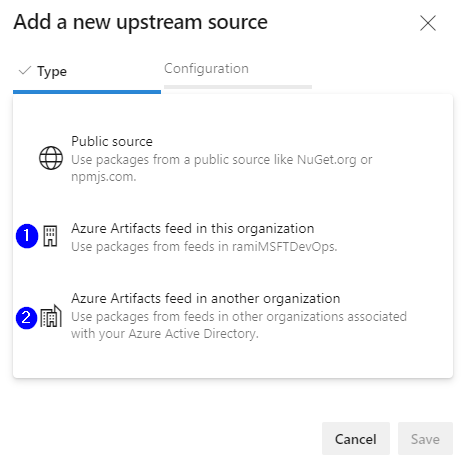 Add a new upstream source
Type
Configuration
Public source
Use packages from a public source like NuGet.org or
npmjs.com.
1
Azure Artifacts feed in this organization
Use packages from feeds in ramiMSFTDevOps.
2
Azure Artifacts feed in another organization
Use packages from feeds in other organizations associated
with your Azure Active Directory.
Cancel
Save